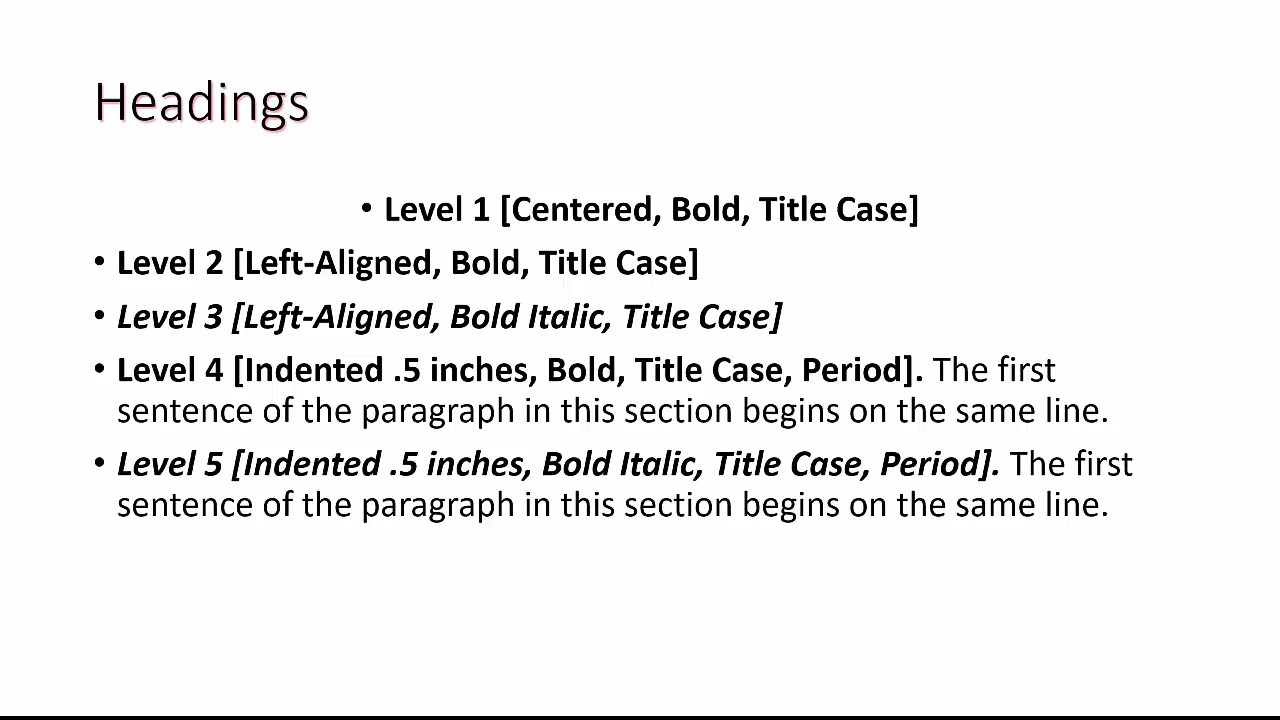 Headings
• Level 1 [Centered, Bold, Title Case]
• Level 2 [Left-Aligned, Bold, Title Case]
• Level 3 [Left-Aligned, Bold Italic, Title Case]
• Level 4 [Indented .5 inches, Bold, Title Case, Period]. The first
sentence of the paragraph in this section begins on the same line.
• Level 5 [Indented .5 inches, Bold Italic, Title Case, Period]. The first
sentence of the paragraph in this section begins on the same line.